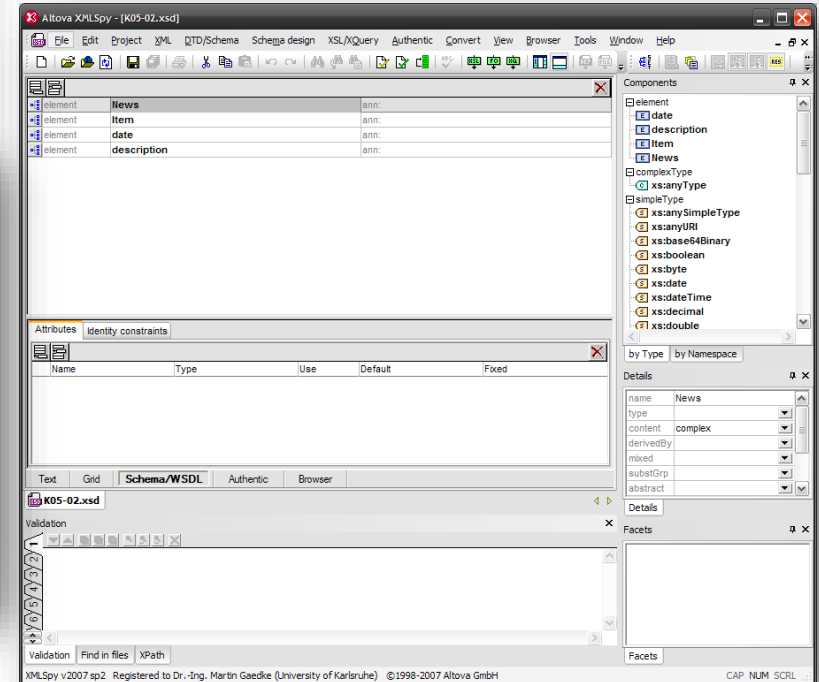 Altova XMLSpy - [K05-02.xsd]
File Edit Project XML DTD/Schema Schema design XSL/XQuery Authentic Convert View Browser Tools Window Help
element News ann:
element Item ann:
element date ann:
element description ann:
Attributes Identity constraints
Name Type Use Default Fixed
Text Grid Schema/WSDL Authentic Browser
K05-02.xsd
Validation
1
2
3
4
5
6
Validation Find in files XPath
Components
element
E date
E description
E Item
E News
complexType
C xs:anyType
simpleType
S xs:anySimpleType
S xs:anyURI
S xs:base64Binary
S xs:boolean
S xs:byte
S xs:date
S xs:dateTime
S xs:decimal
S xs:double
by Type by Namespace
Details
name News
type
content complex
derivedBy
mixed
substGrp
abstract
Details
Facets
Facets
XMLSpy v2007 sp2 Registered to Dr.-Ing. Martin Gaedke (University of Karlsruhe) ©1998-2007 Altova GmbH CAP NUM SCRL